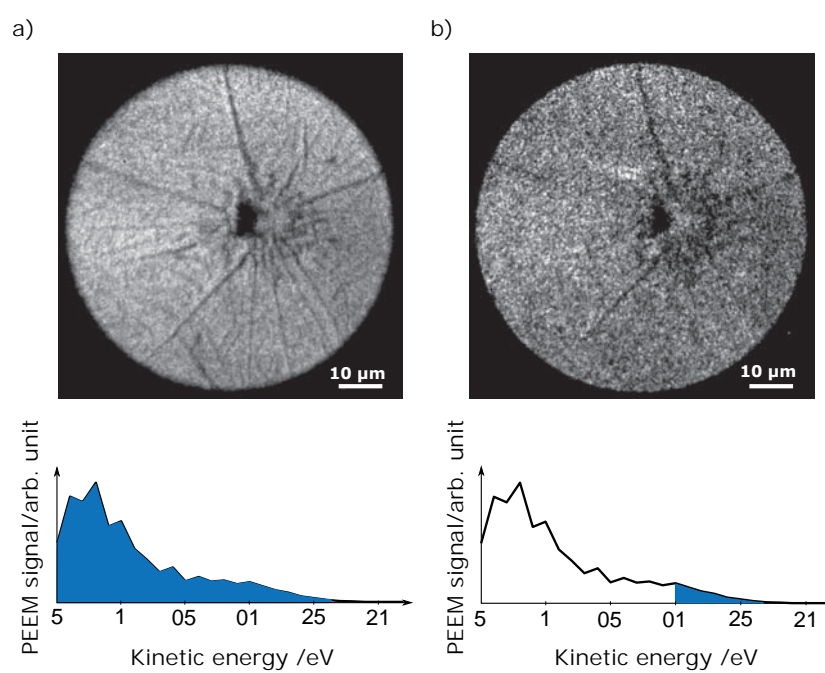 a)
b)
10 µm
10 µm
PEEM signal/arb. unit
5 1 05 01 25 21
Kinetic energy /eV
PEEM signal/arb. unit
5 1 05 01 25 21
Kinetic energy /eV